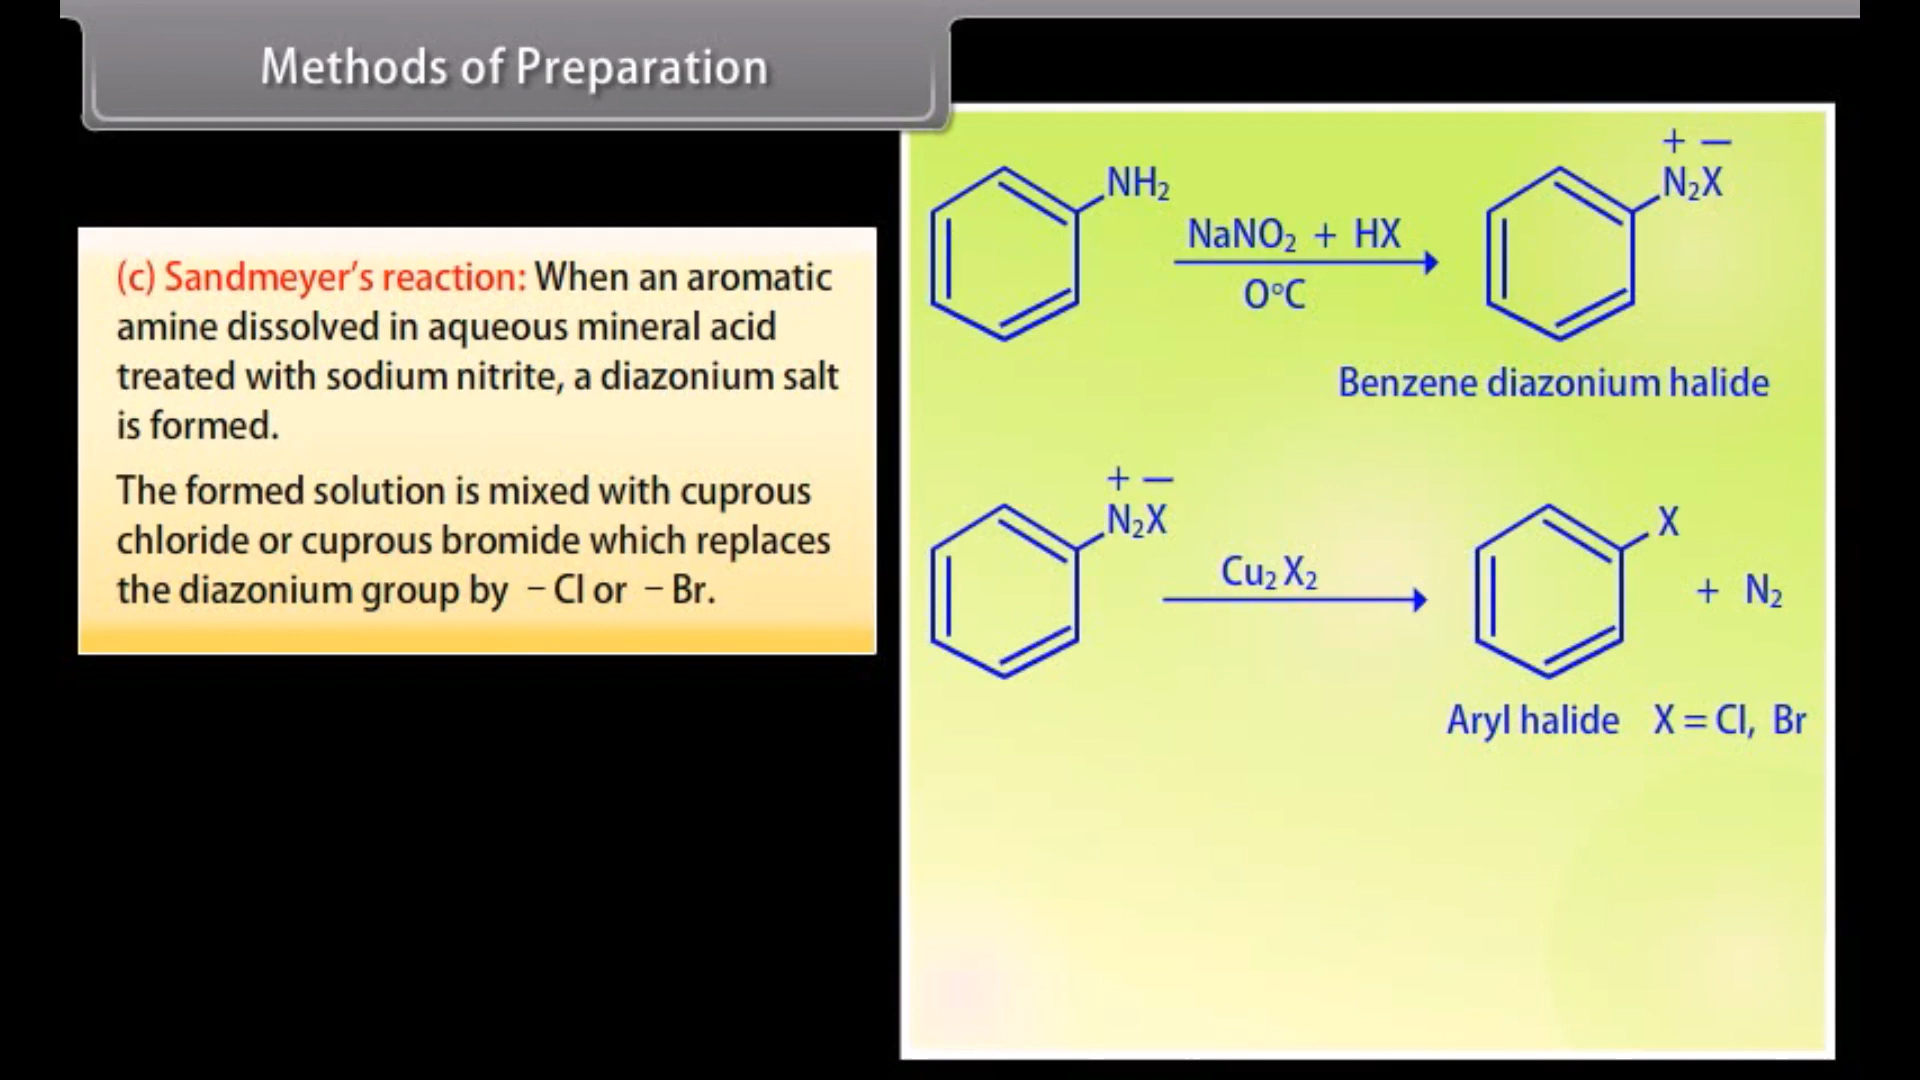 Methods of Preparation
(c) Sandmeyer's reaction: When an aromatic
amine dissolved in aqueous mineral acid
treated with sodium nitrite, a diazonium salt
is formed.
The formed solution is mixed with cuprous
chloride or cuprous bromide which replaces
the diazonium group by – Cl or – Br.
+ –
NH₂
N₂X
NaNO₂ + HX
O°C
Benzene diazonium halide
+ –
N₂X
X
Cu₂X₂
+ N₂
Aryl halide X = Cl, Br